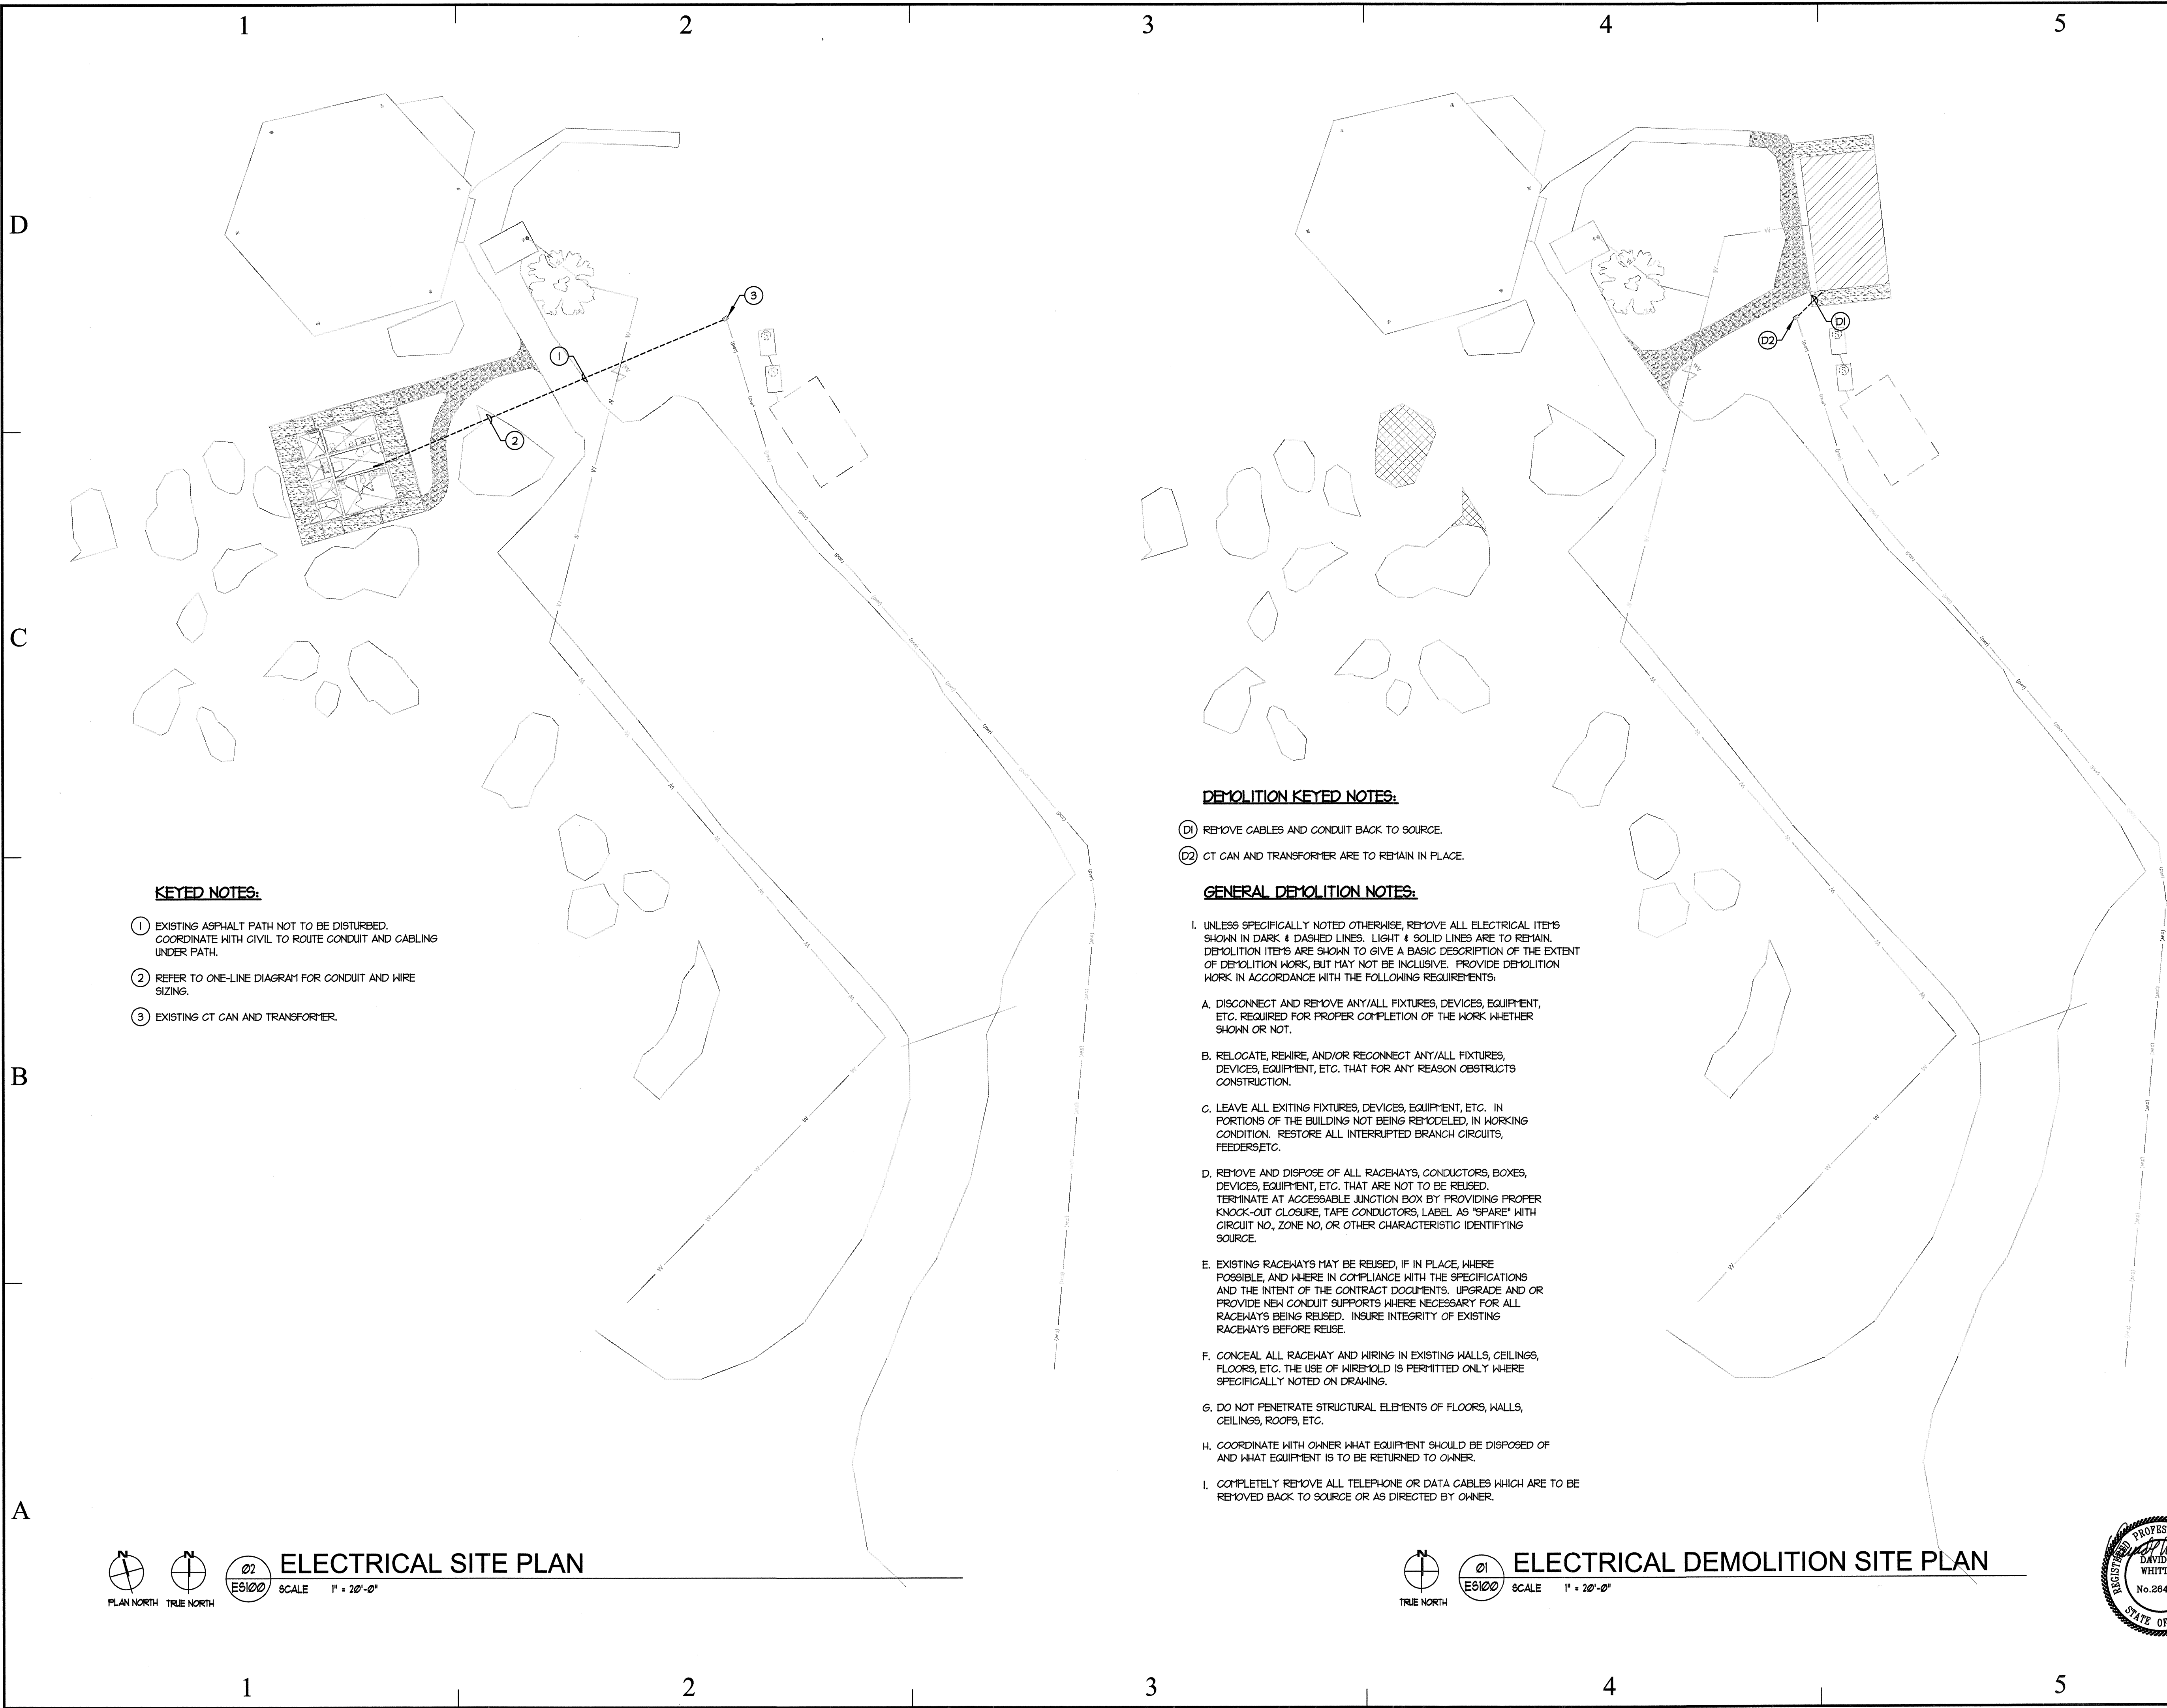 1 2 3 4 5
D
C
B
A
3
1
2
D1
D2
KEYED NOTES:
1 EXISTING ASPHALT PATH NOT TO BE DISTURBED.
COORDINATE WITH CIVIL TO ROUTE CONDUIT AND CABLING
UNDER PATH.
2 REFER TO ONE-LINE DIAGRAM FOR CONDUIT AND WIRE
SIZING.
3 EXISTING CT CAN AND TRANSFORMER.
DEMOLITION KEYED NOTES:
D1 REMOVE CABLES AND CONDUIT BACK TO SOURCE.
D2 CT CAN AND TRANSFORMER ARE TO REMAIN IN PLACE.
GENERAL DEMOLITION NOTES:
1. UNLESS SPECIFICALLY NOTED OTHERWISE, REMOVE ALL ELECTRICAL ITEMS
SHOWN IN DARK & DASHED LINES. LIGHT & SOLID LINES ARE TO REMAIN.
DEMOLITION ITEMS ARE SHOWN TO GIVE A BASIC DESCRIPTION OF THE EXTENT
OF DEMOLITION WORK, BUT MAY NOT BE INCLUSIVE. PROVIDE DEMOLITION
WORK IN ACCORDANCE WITH THE FOLLOWING REQUIREMENTS:
A. DISCONNECT AND REMOVE ANY/ALL FIXTURES, DEVICES, EQUIPMENT,
ETC. REQUIRED FOR PROPER COMPLETION OF THE WORK WHETHER
SHOWN OR NOT.
B. RELOCATE, REWIRE, AND/OR RECONNECT ANY/ALL FIXTURES,
DEVICES, EQUIPMENT, ETC. THAT FOR ANY REASON OBSTRUCTS
CONSTRUCTION.
C. LEAVE ALL EXITING FIXTURES, DEVICES, EQUIPMENT, ETC. IN
PORTIONS OF THE BUILDING NOT BEING REMODELED, IN WORKING
CONDITION. RESTORE ALL INTERRUPTED BRANCH CIRCUITS,
FEEDERS,ETC.
D. REMOVE AND DISPOSE OF ALL RACEWAYS, CONDUCTORS, BOXES,
DEVICES, EQUIPMENT, ETC. THAT ARE NOT TO BE REUSED.
TERMINATE AT ACCESSABLE JUNCTION BOX BY PROVIDING PROPER
KNOCK-OUT CLOSURE, TAPE CONDUCTORS, LABEL AS "SPARE" WITH
CIRCUIT NO., ZONE NO, OR OTHER CHARACTERISTIC IDENTIFYING
SOURCE.
E. EXISTING RACEWAYS MAY BE REUSED, IF IN PLACE, WHERE
POSSIBLE, AND WHERE IN COMPLIANCE WITH THE SPECIFICATIONS
AND THE INTENT OF THE CONTRACT DOCUMENTS. UPGRADE AND OR
PROVIDE NEW CONDUIT SUPPORTS WHERE NECESSARY FOR ALL
RACEWAYS BEING REUSED. INSURE INTEGRITY OF EXISTING
RACEWAYS BEFORE REUSE.
F. CONCEAL ALL RACEWAY AND WIRING IN EXISTING WALLS, CEILINGS,
FLOORS, ETC. THE USE OF WIREMOLD IS PERMITTED ONLY WHERE
SPECIFICALLY NOTED ON DRAWING.
G. DO NOT PENETRATE STRUCTURAL ELEMENTS OF FLOORS, WALLS,
CEILINGS, ROOFS, ETC.
H. COORDINATE WITH OWNER WHAT EQUIPMENT SHOULD BE DISPOSED OF
AND WHAT EQUIPMENT IS TO BE RETURNED TO OWNER.
I. COMPLETELY REMOVE ALL TELEPHONE OR DATA CABLES WHICH ARE TO BE
REMOVED BACK TO SOURCE OR AS DIRECTED BY OWNER.
N
PLAN NORTH
N
TRUE NORTH
02
ES100
ELECTRICAL SITE PLAN
SCALE 1" = 20'-0"
N
TRUE NORTH
01
ES100
ELECTRICAL DEMOLITION SITE PLAN
SCALE 1" = 20'-0"
REGISTERED
DAVID
STATE OF
1 2 3 4 5